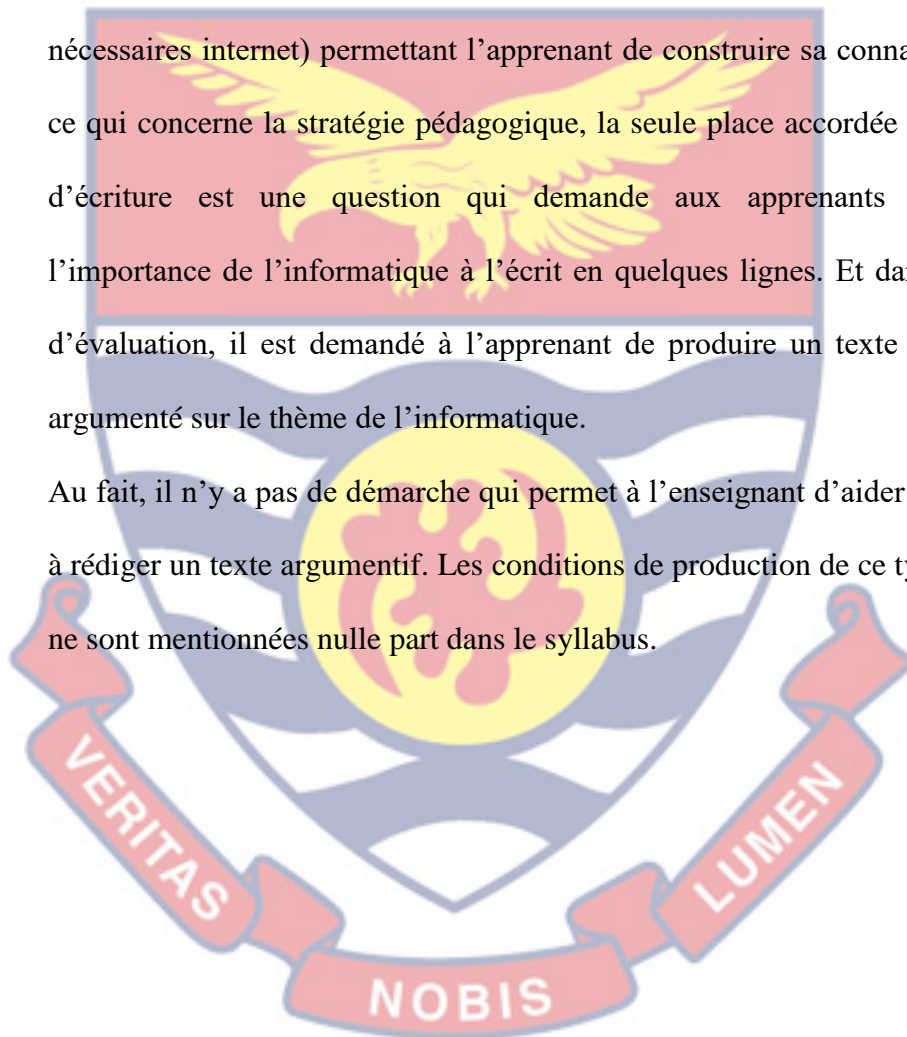 nécessaires internet) permettant l’apprenant de construire sa conna
ce qui concerne la stratégie pédagogique, la seule place accordée
d’écriture est une question qui demande aux apprenants
l’importance de l’informatique à l’écrit en quelques lignes. Et da
d’évaluation, il est demandé à l’apprenant de produire un texte
argumenté sur le thème de l’informatique.
Au fait, il n’y a pas de démarche qui permet à l’enseignant d’aider
à rédiger un texte argumentif. Les conditions de production de ce ty
ne sont mentionnées nulle part dans le syllabus.
VERITAS NOBIS LUMEN